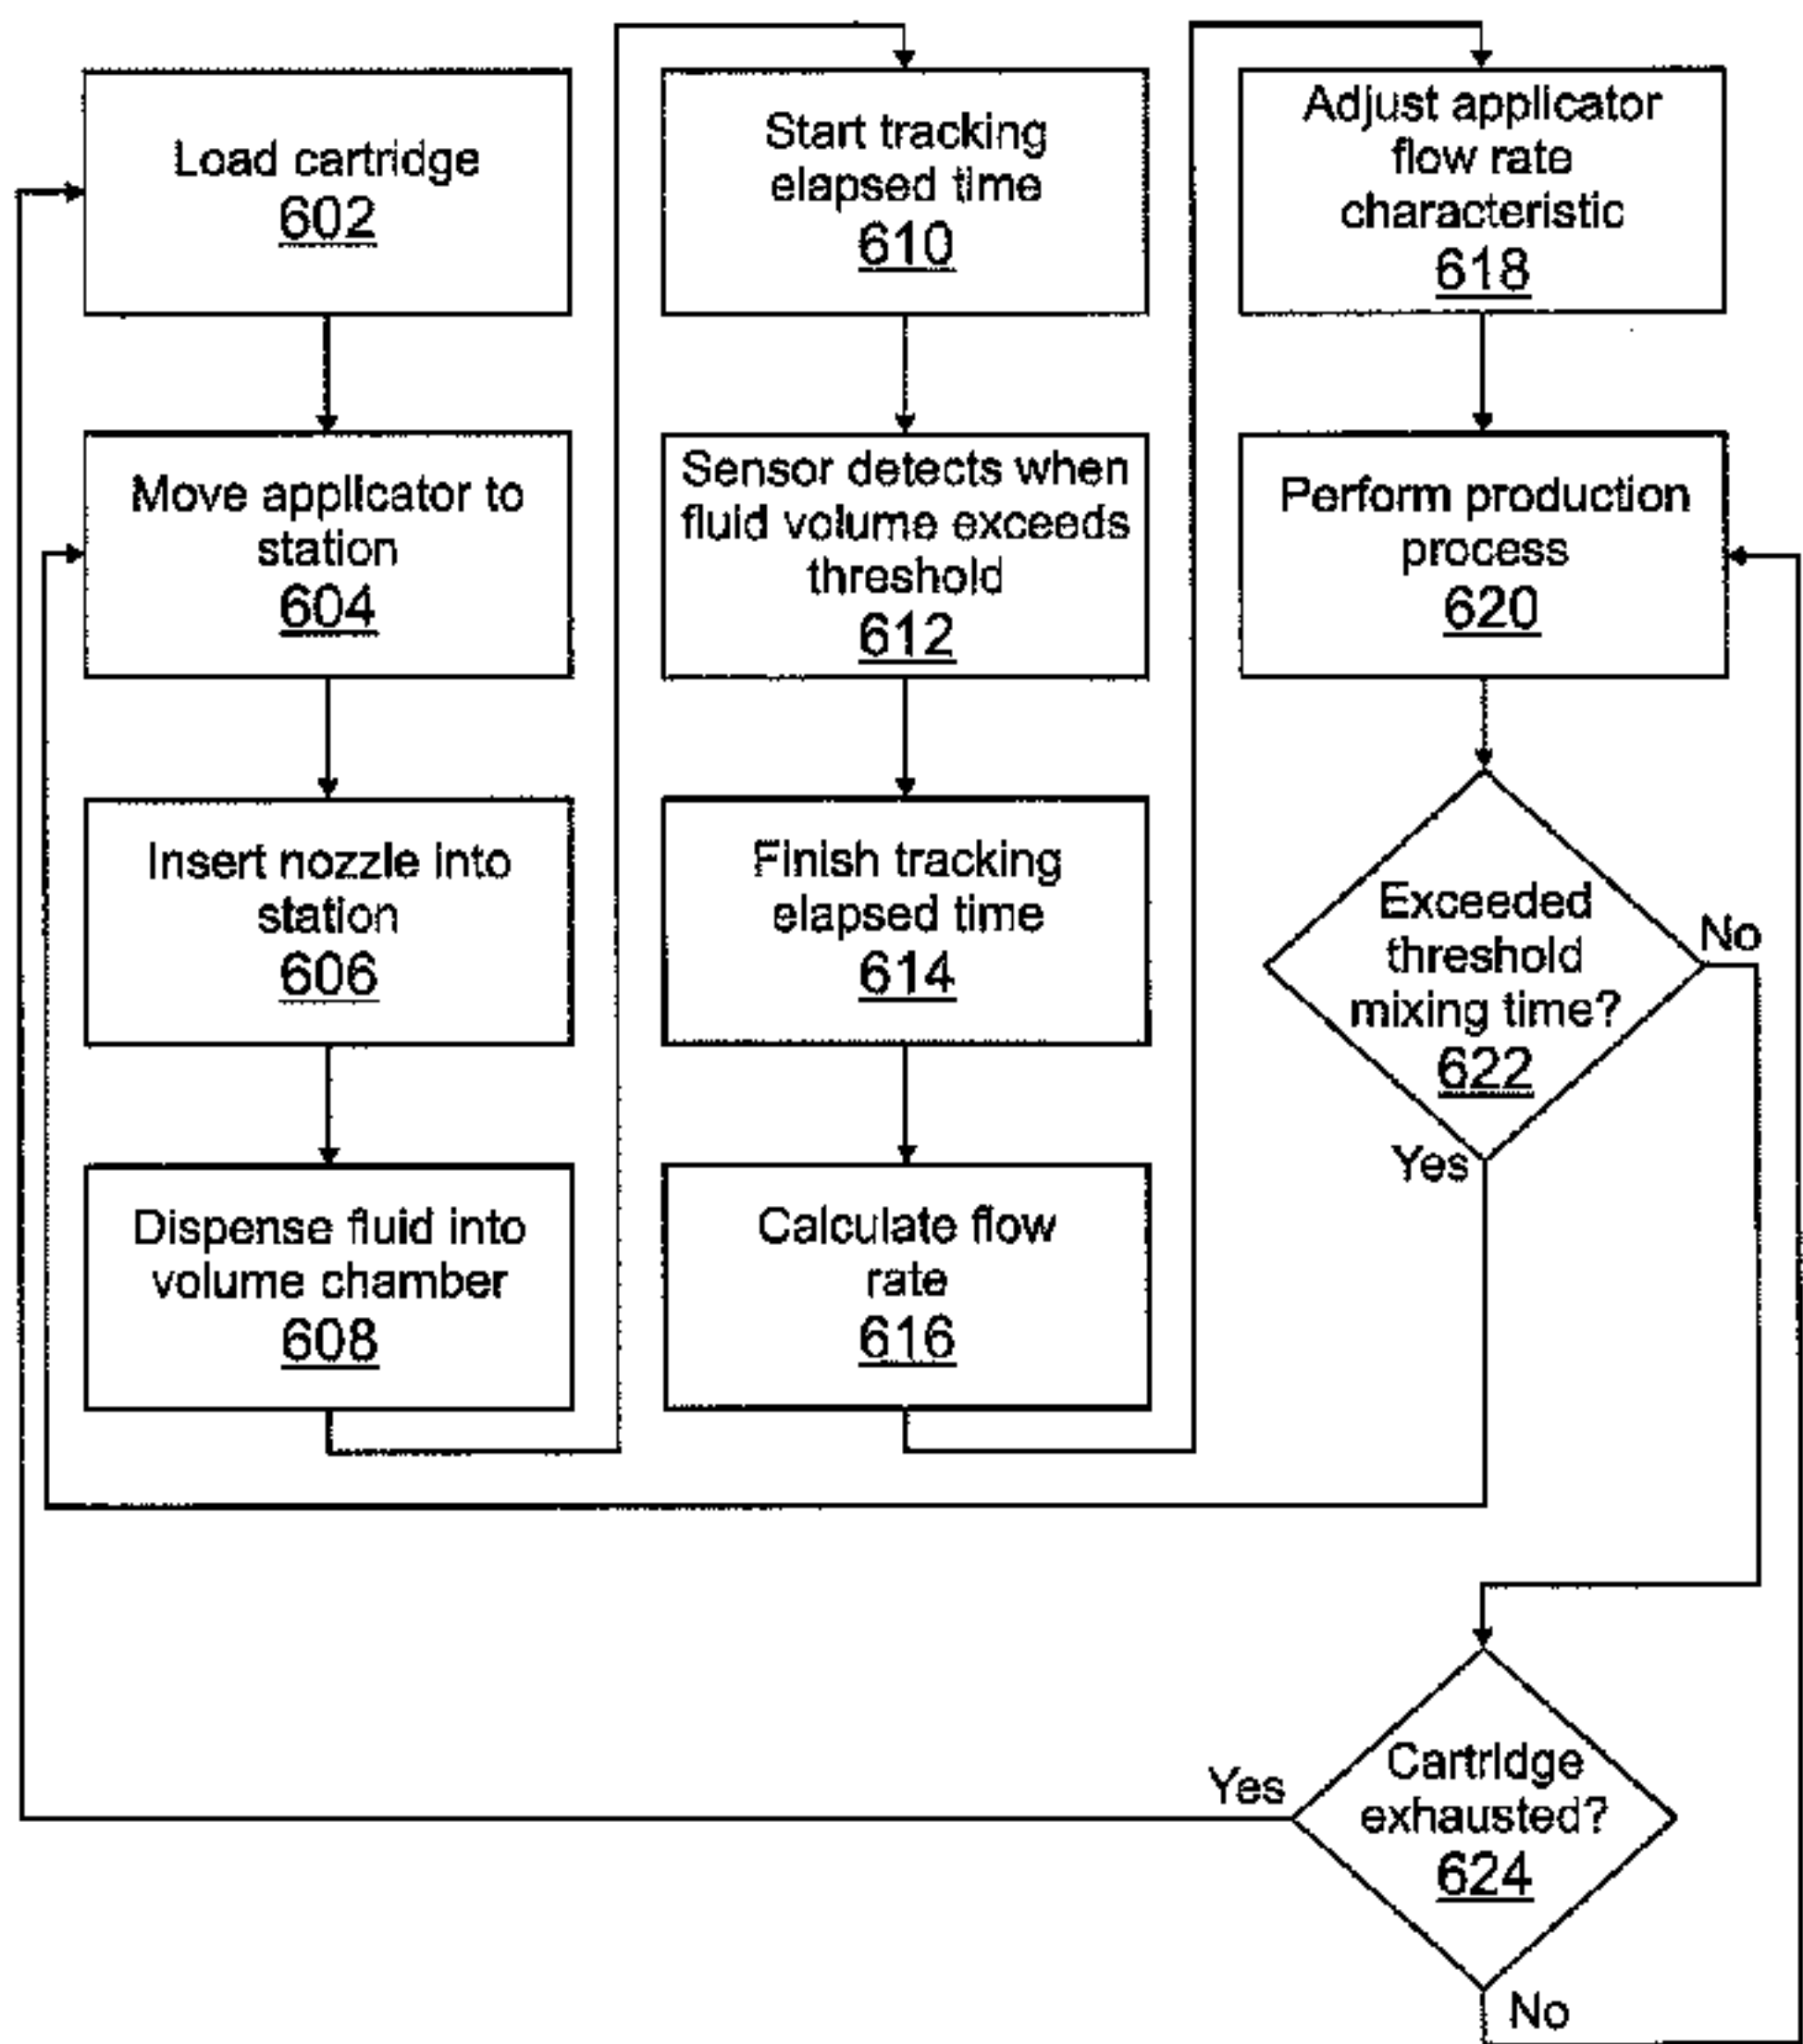 Load cartridge
602
Move applicator to
station
604
Insert nozzle into
station
606
Dispense fluid into
volume chamber
608
Start tracking
elapsed time
610
Sensor detects when
fluid volume exceeds
threshold
612
Finish tracking
elapsed time
614
Calculate flow
rate
616
Adjust applicator
flow rate
characteristic
618
Perform production
process
620
Exceeded
threshold
mixing time?
622
No
Yes
Cartridge
exhausted?
624
Yes
No